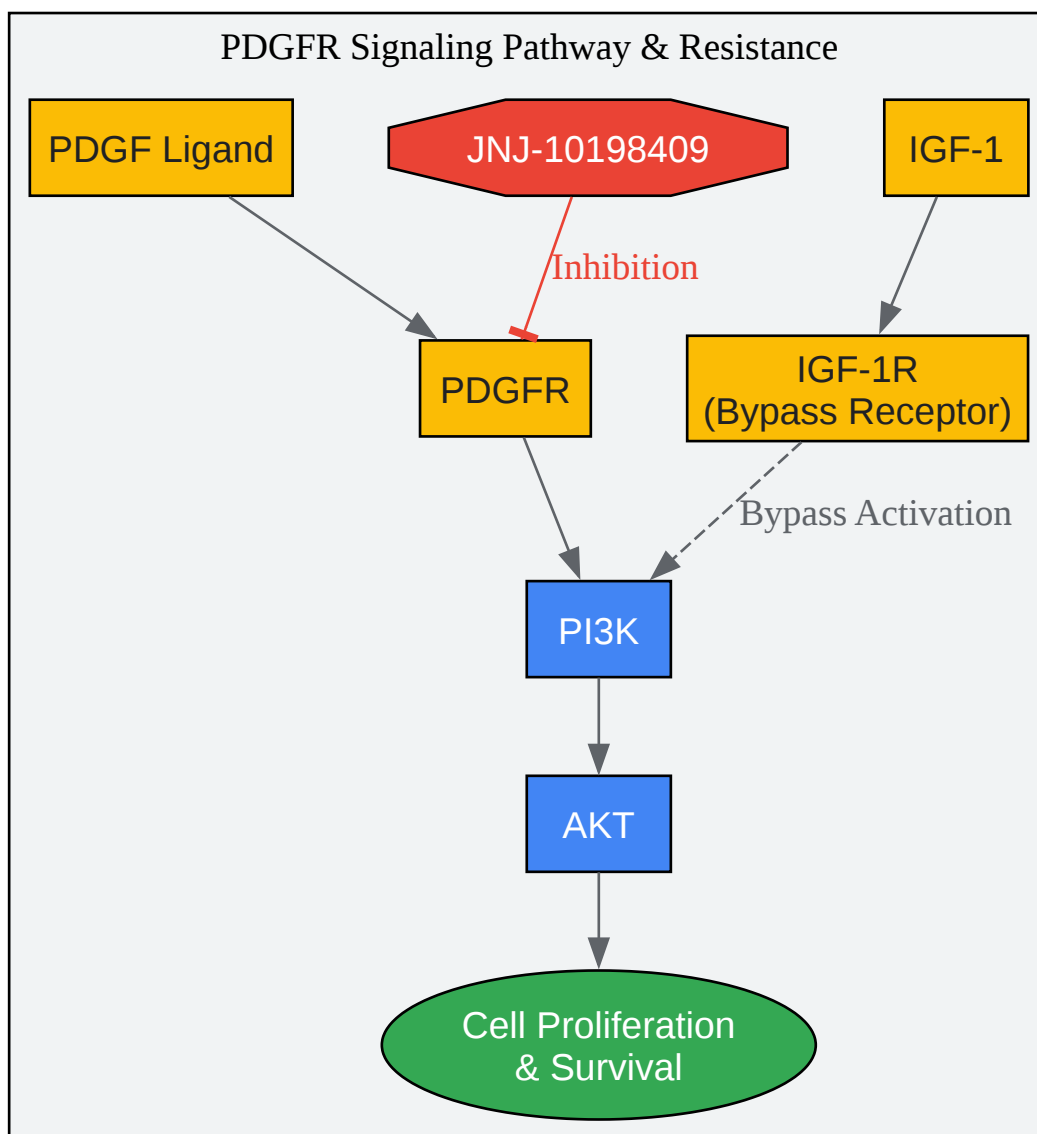 PDGFR Signaling Pathway & Resistance
PDGF Ligand
JNJ-10198409
IGF-1
Inhibition
PDGFR
IGF-1R
(Bypass Receptor)
Bypass Activation
PI3K
AKT
Cell Proliferation
& Survival